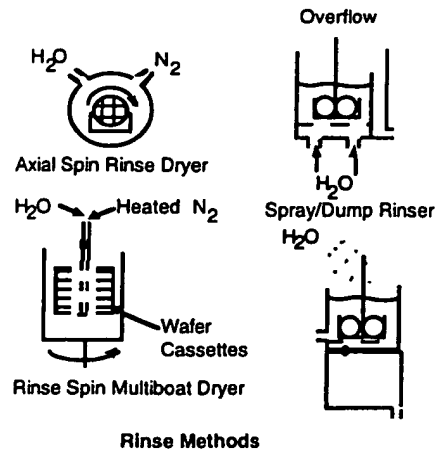 Overflow
H₂O
N₂
Axial Spin Rinse Dryer
H₂O
H₂O
Heated N₂
Spray/Dump Rinser
H₂O
Wafer
Cassettes
Rinse Spin Multiboat Dryer
Rinse Methods